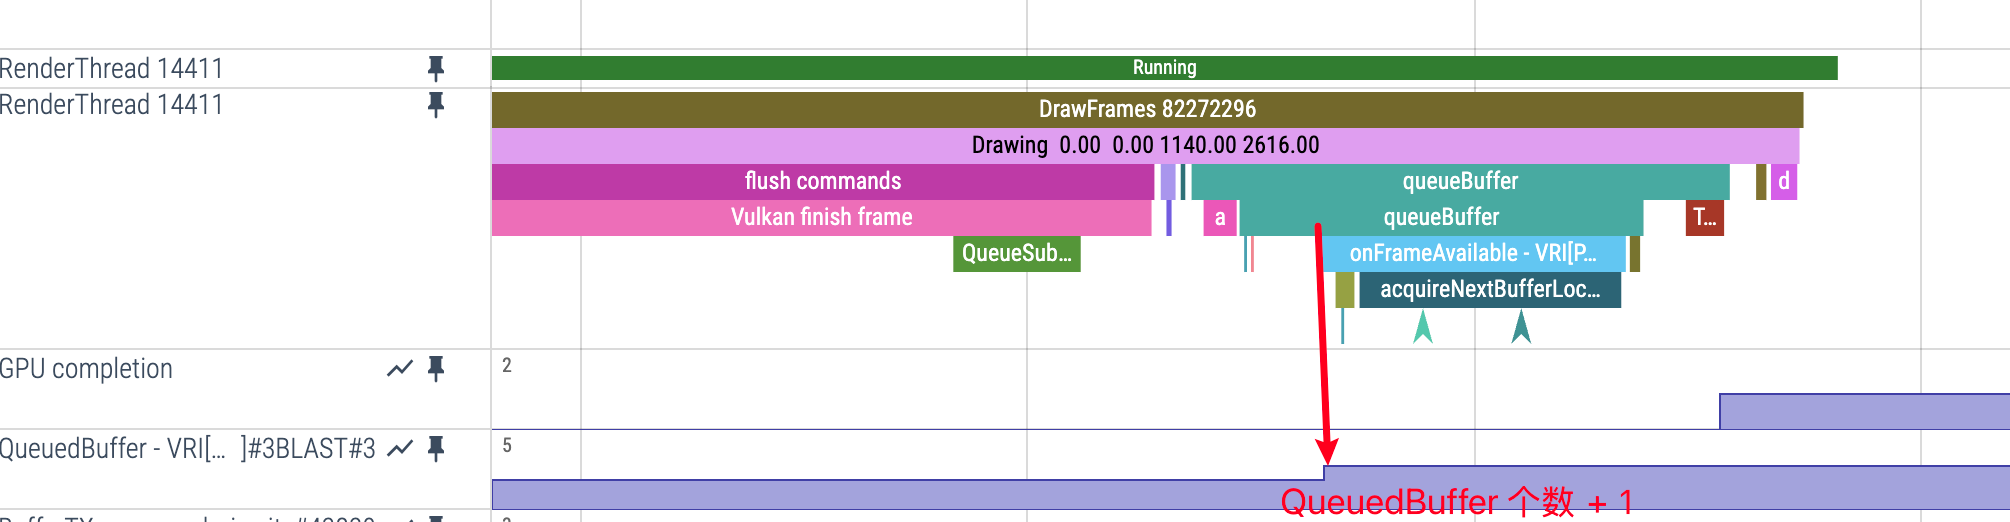 RenderThread 14411
Running
RenderThread 14411
DrawFrames 82272296
Drawing 0.00 0.00 1140.00 2616.00
flush commands
queueBuffer
d
Vulkan finish frame
a
queueBuffer
T...
QueueSub...
onFrameAvailable - VRI[P...
acquireNextBufferLoc...
GPU completion
2
QueuedBuffer - VRI[... ]#3BLAST#3
5
QueuedBuffer 个数 + 1